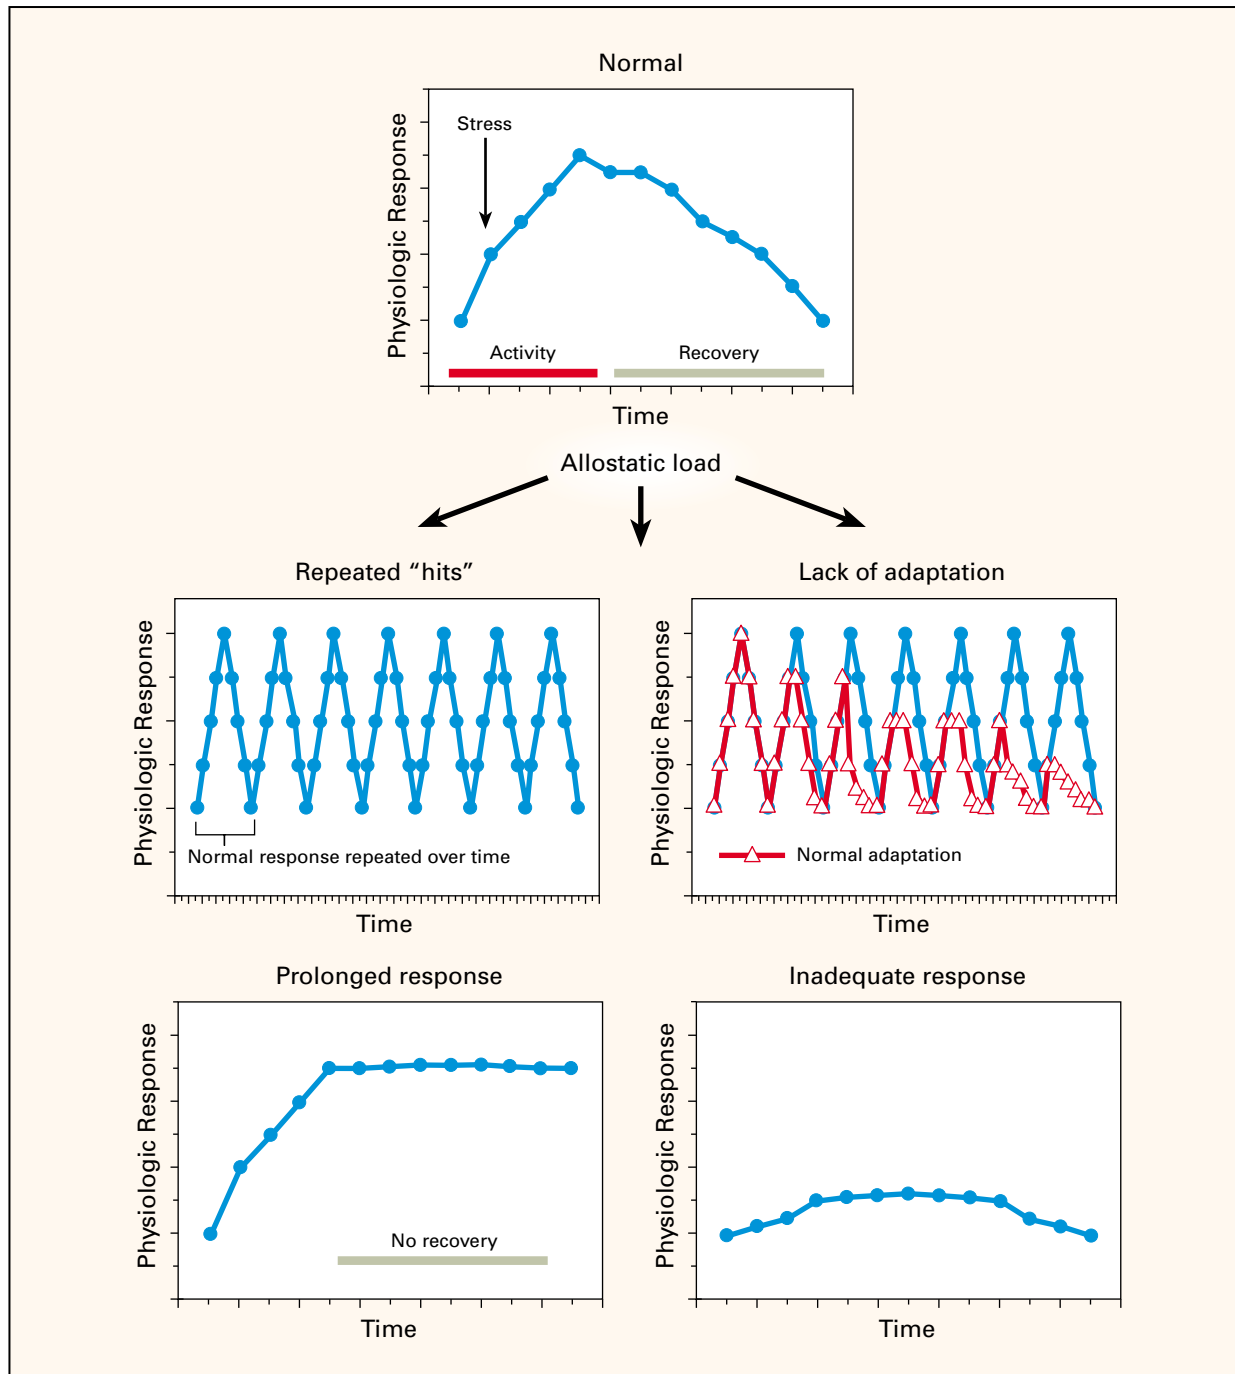 Normal
Physiologic Response
Stress
Activity
Recovery
Time
Allostatic load
Repeated “hits”
Physiologic Response
Normal response repeated over time
Time
Lack of adaptation
Physiologic Response
Normal adaptation
Time
Prolonged response
Physiologic Response
No recovery
Time
Inadequate response
Physiologic Response
Time